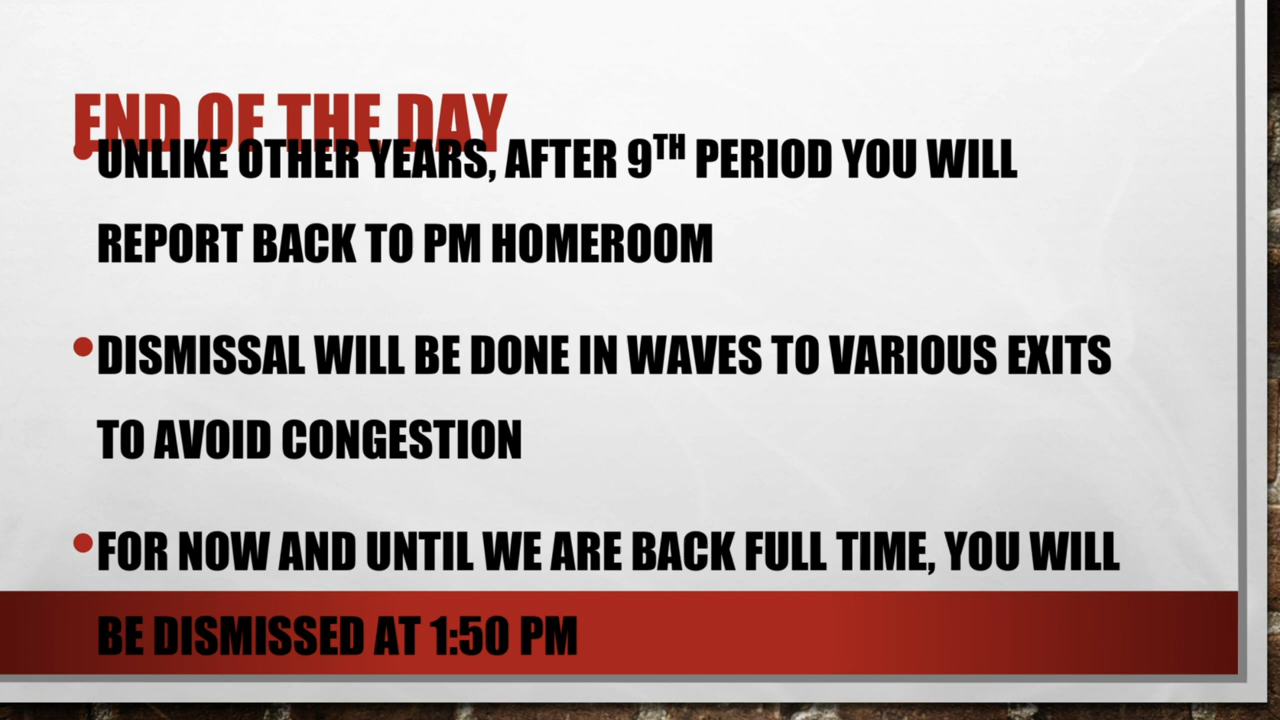 END OF THE DAY
•UNLIKE OTHER YEARS, AFTER 9TH PERIOD YOU WILL
REPORT BACK TO PM HOMEROOM
•DISMISSAL WILL BE DONE IN WAVES TO VARIOUS EXITS
TO AVOID CONGESTION
•FOR NOW AND UNTIL WE ARE BACK FULL TIME, YOU WILL
BE DISMISSED AT 1:50 PM